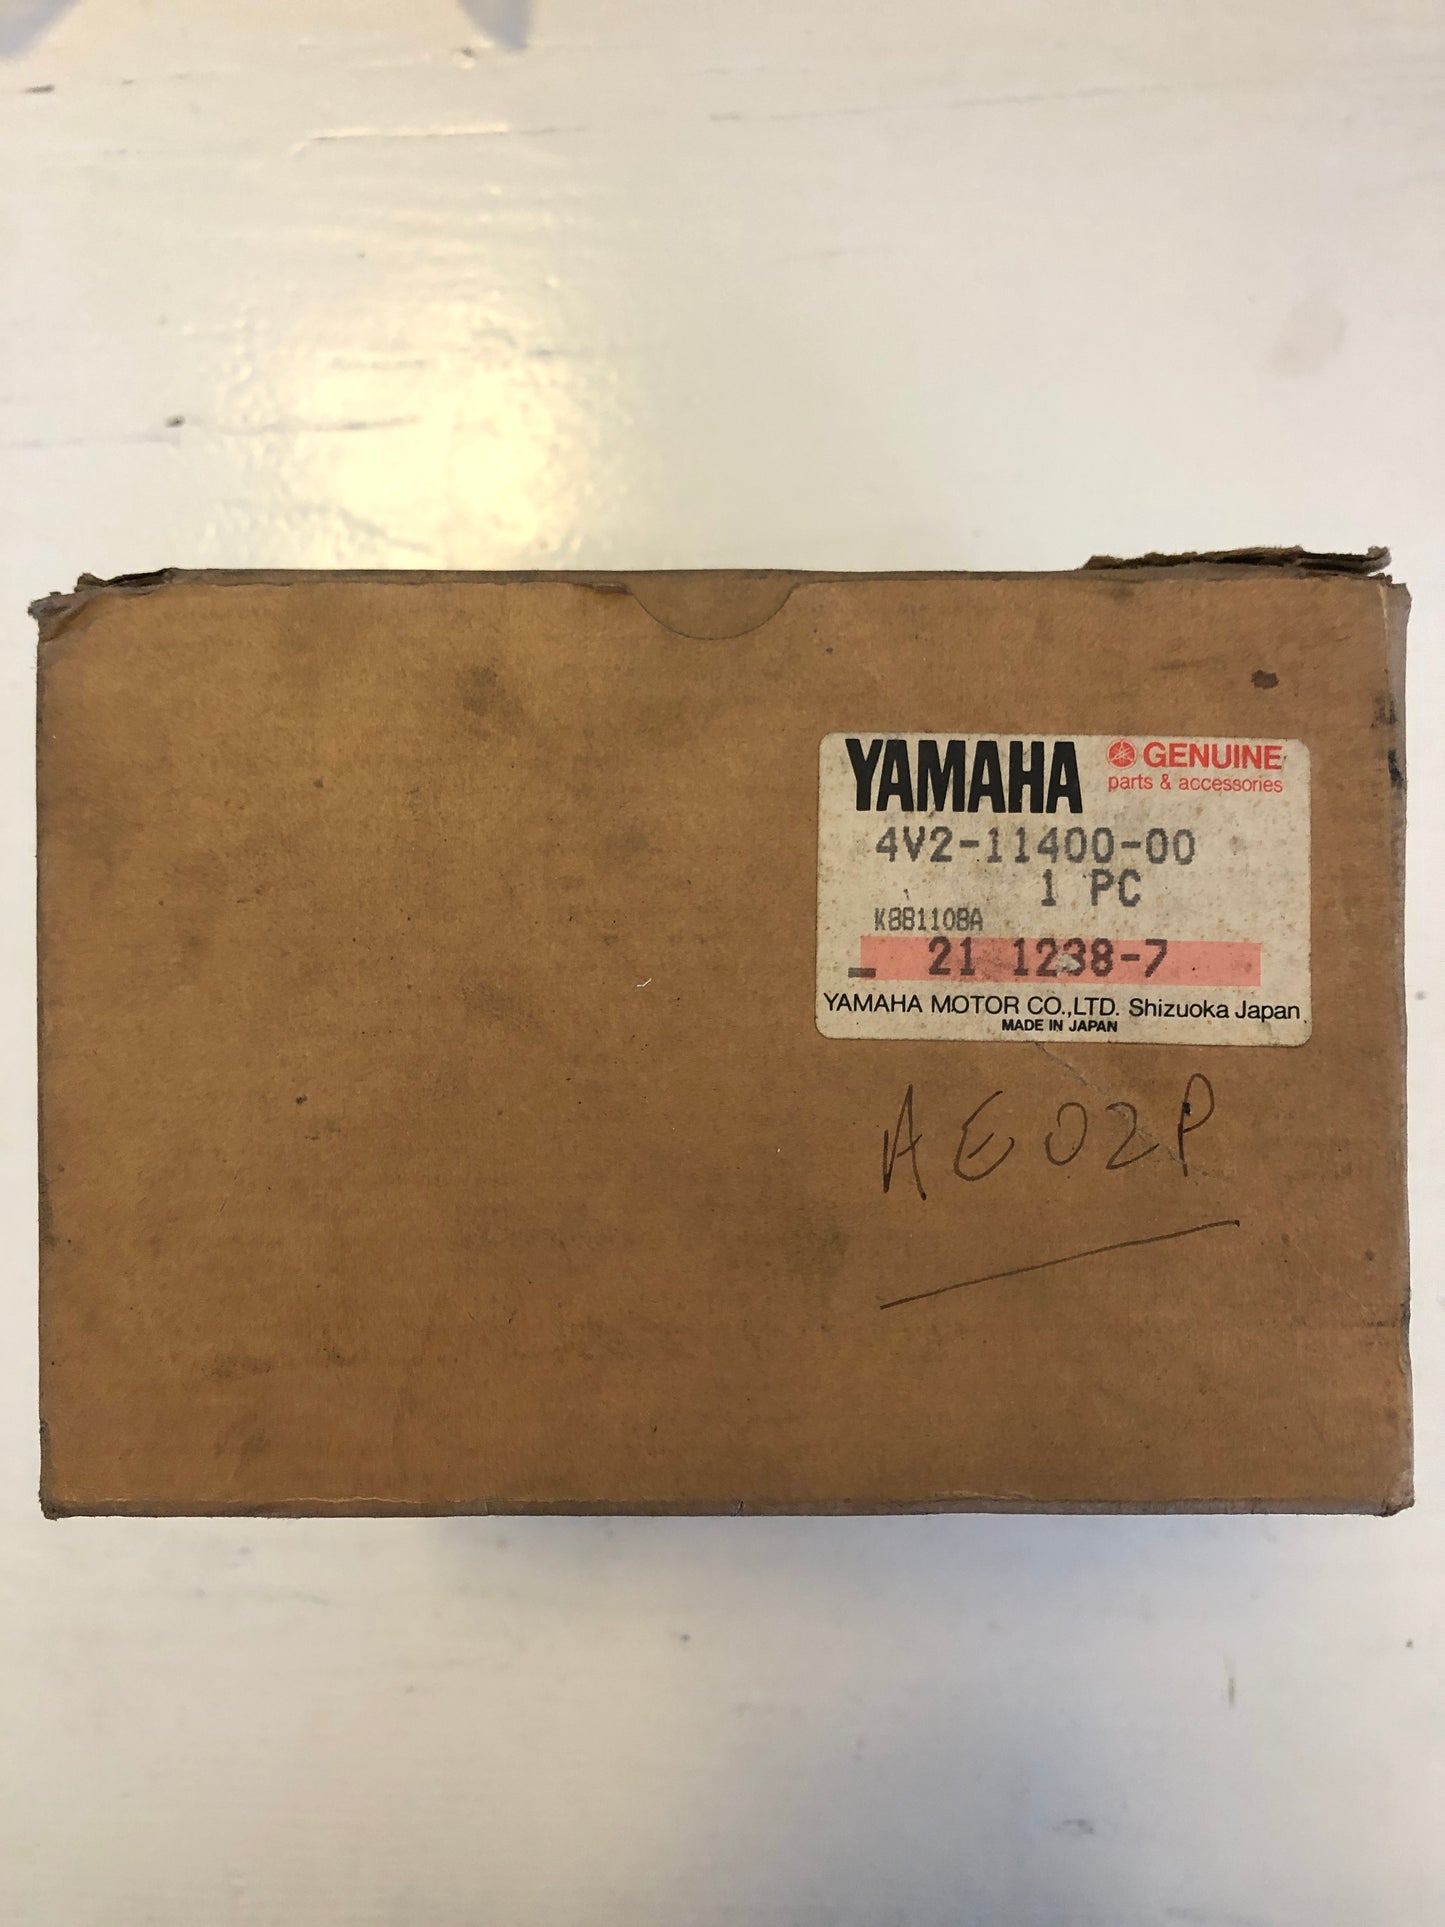 YAMAHA GENUINE
parts & accessories
4V2-11400-00
1 PC
K881108A
21 1238-7
YAMAHA MOTOR CO.,LTD. Shizuoka Japan
MADE IN JAPAN
AE02P